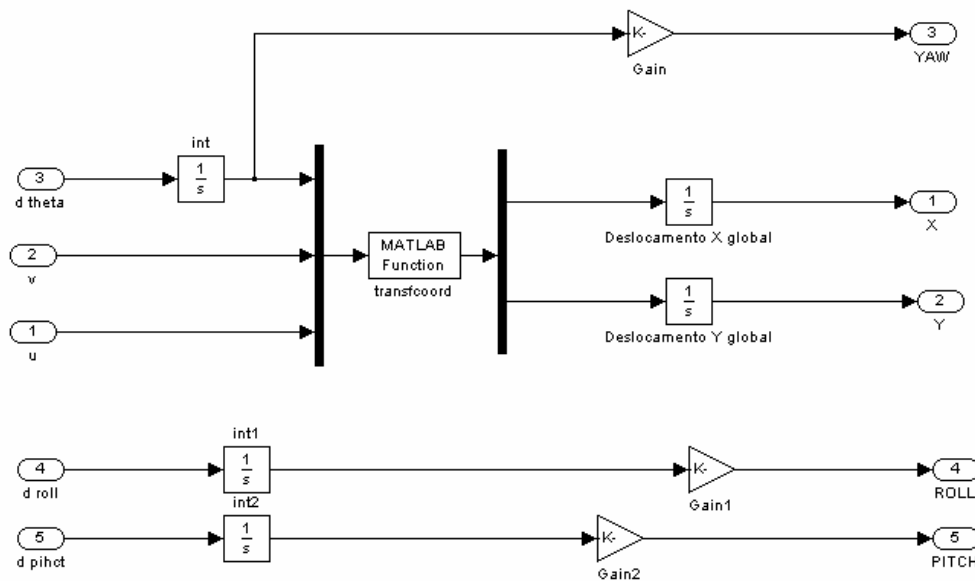 K-
Gain
3
YAW
int
1
s
3
d theta
MATLAB
Function
transfcoord
1
s
Deslocamento X global
1
X
2
v
1
s
Deslocamento Y global
2
Y
1
u
int1
1
s
4
d roll
K-
Gain1
4
ROLL
int2
1
s
5
d pihct
K-
Gain2
5
PITCH